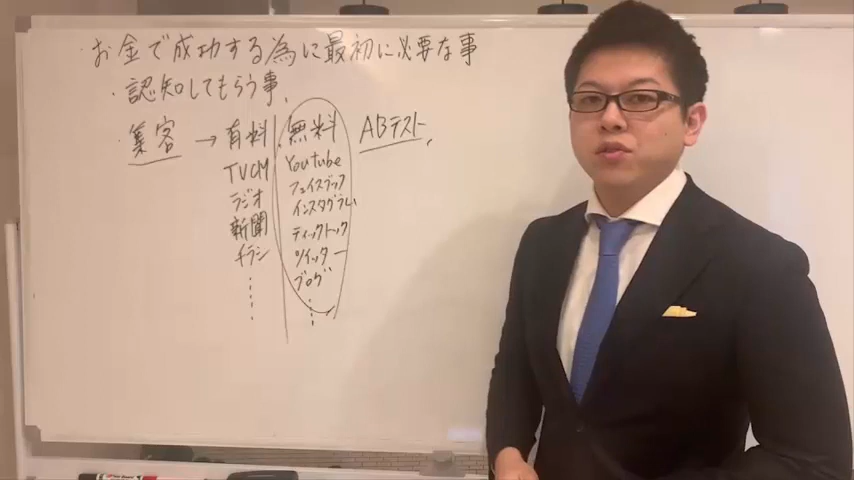 ・お金で成功する為に最初に必要な事
・認知してもらう事、
・集客 → 有料 無料 ABテスト
TVCM Youtube
ラジオ フェイスブック
新聞 インスタグラム
チラシ ティックトック
ツイッター
ブログ